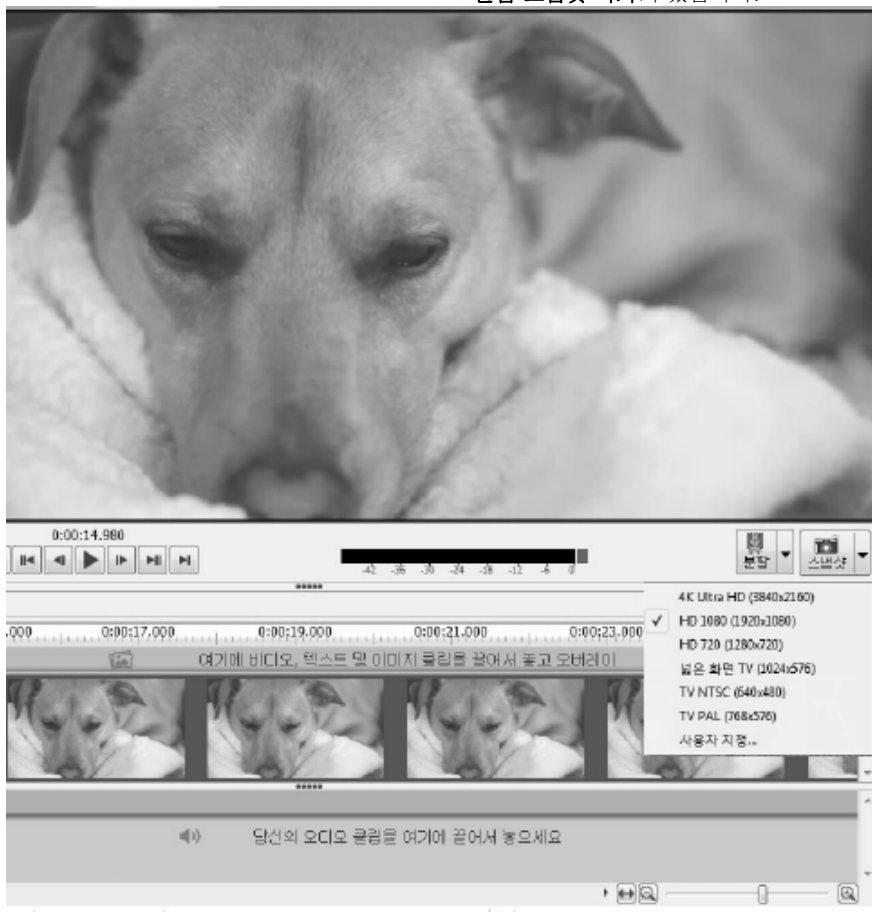 0:00:14.980
분할
스냅샷
-42 -36 -30 -24 -18 -12 -6 0
4K Ultra HD (3840x2160)
HD 1080 (1920x1080)
HD 720 (1280x720)
넓은 화면 TV (1024x576)
TV NTSC (640x480)
TV PAL (768x576)
사용자 지정...
.000 0:00:17.000 0:00:19.000 0:00:21.000 0:00:23.000
여기에 비디오, 텍스트 및 이미지 클립을 끌어서 놓고 오버레이
당신의 오디오 클립을 여기에 끌어서 놓으세요